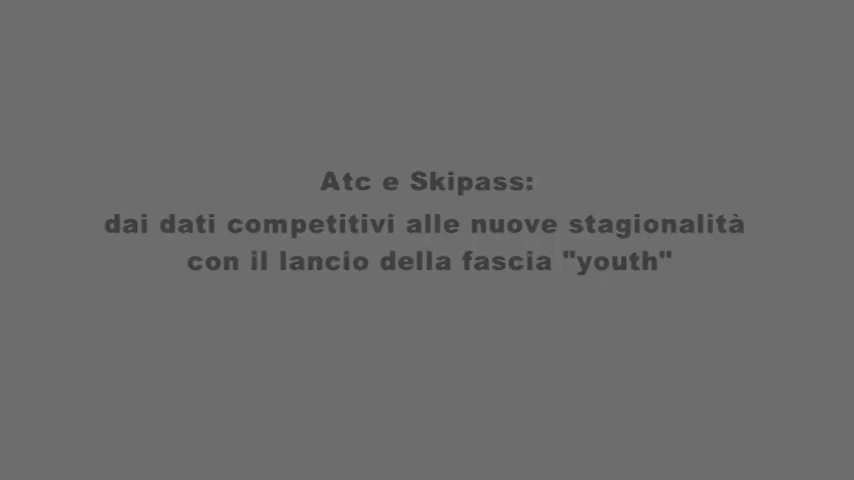 Atc e Skipass:
dai dati competitivi alle nuove stagionalità
con il lancio della fascia "youth"